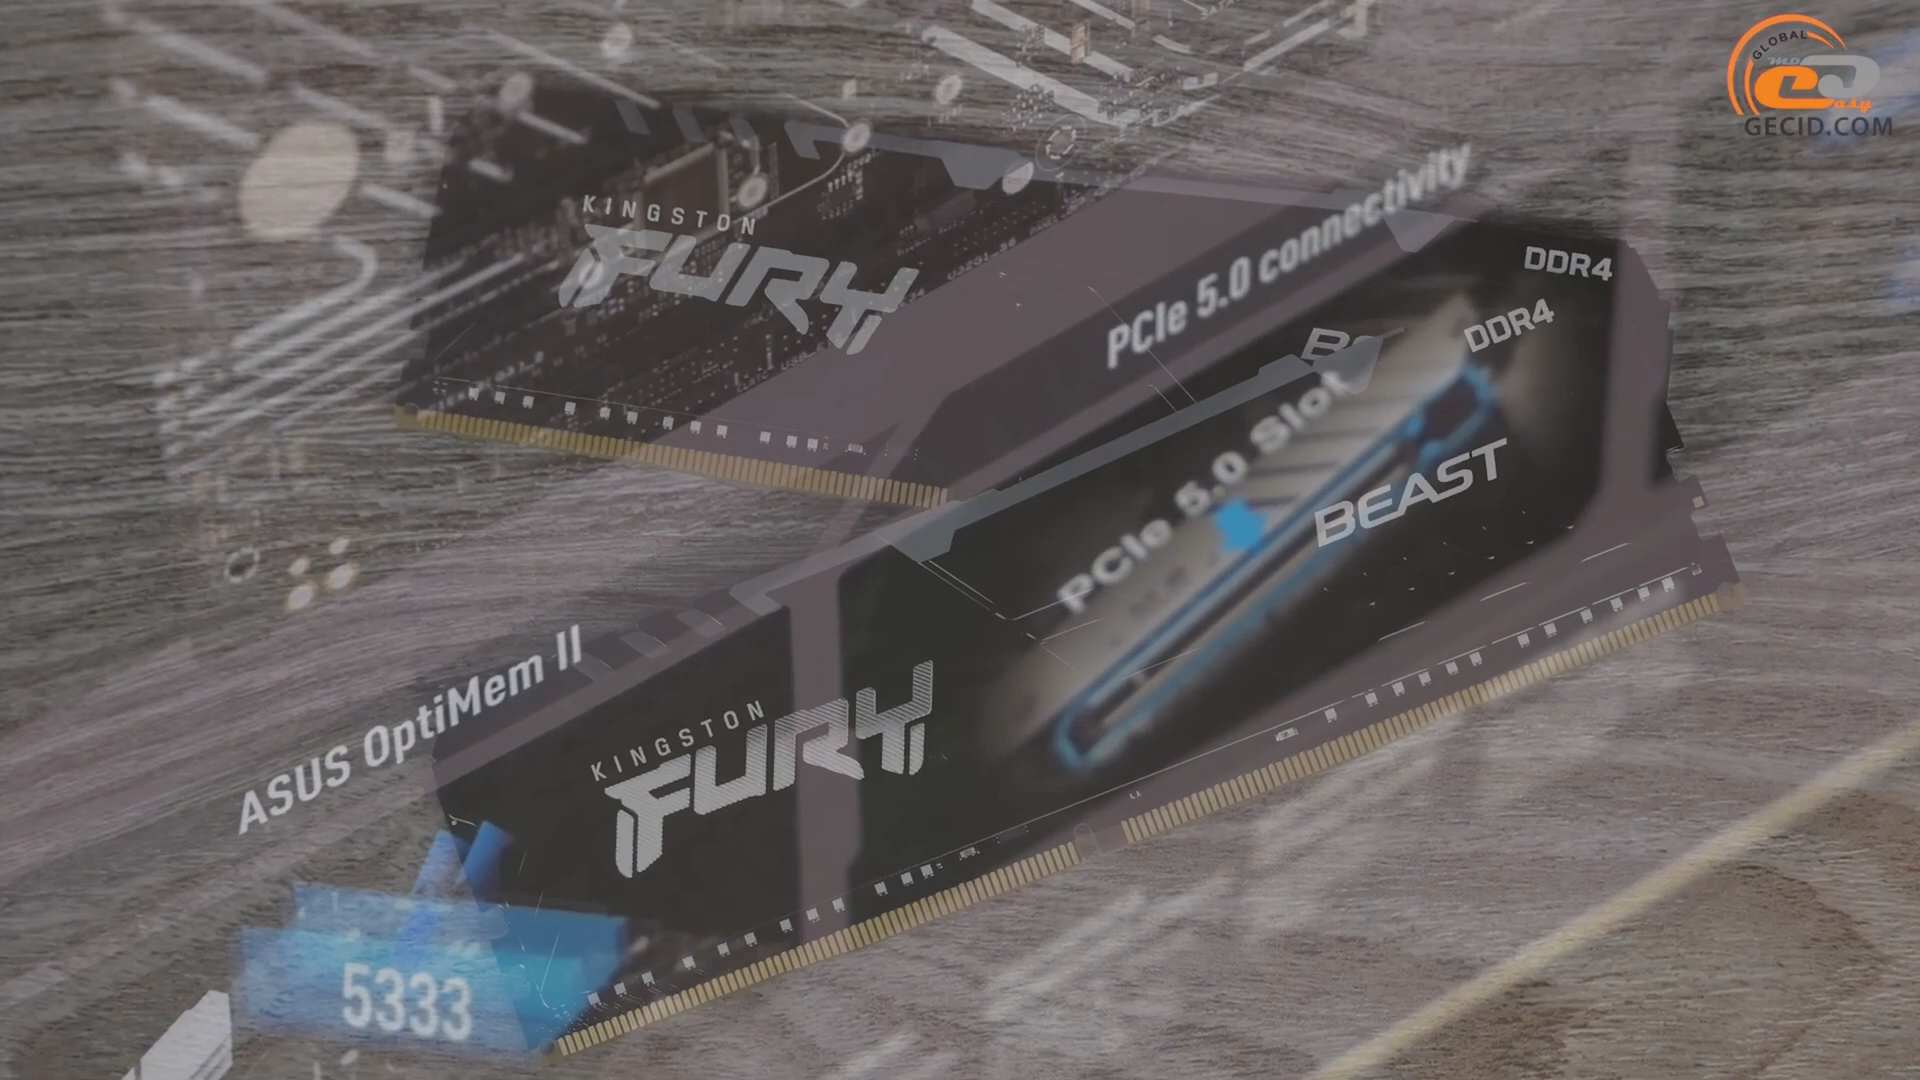 GLOBAL
easy
GECID.COM
KINGSTON
FURY
PCIe 5.0 connectivity
DDR4
DDR4
PCIe 5.0 Slot
BEAST
ASUS OptiMem II
KINGSTON
FURY
5333